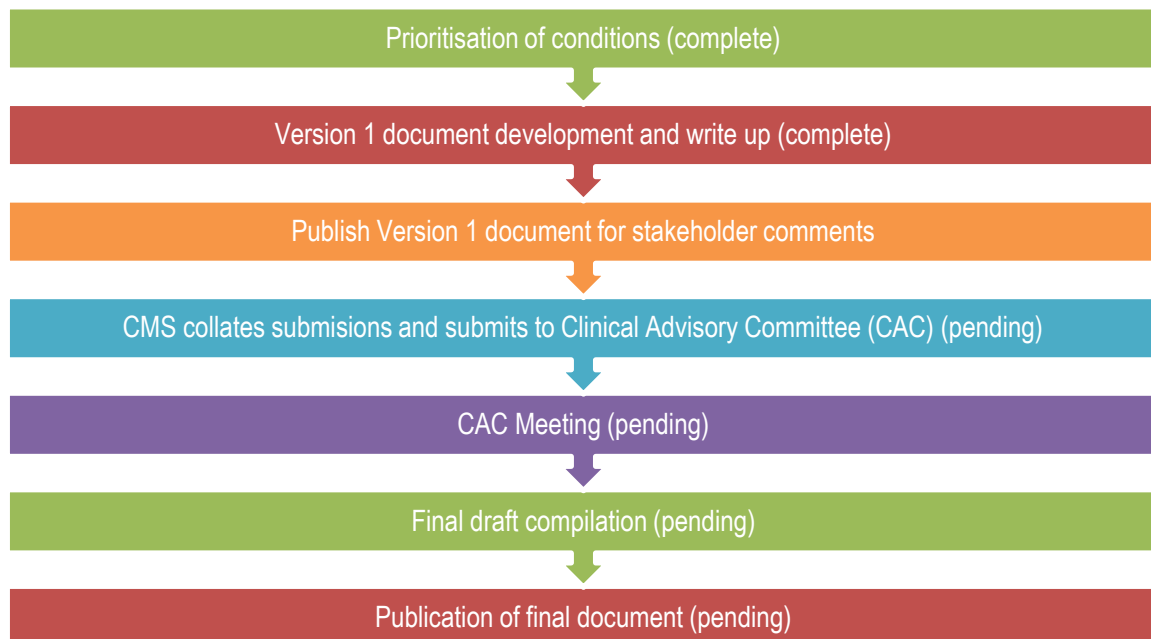 Prioritisation of conditions (complete)
Version 1 document development and write up (complete)
Publish Version 1 document for stakeholder comments
CMS collates submisions and submits to Clinical Advisory Committee (CAC) (pending)
CAC Meeting (pending)
Final draft compilation (pending)
Publication of final document (pending)